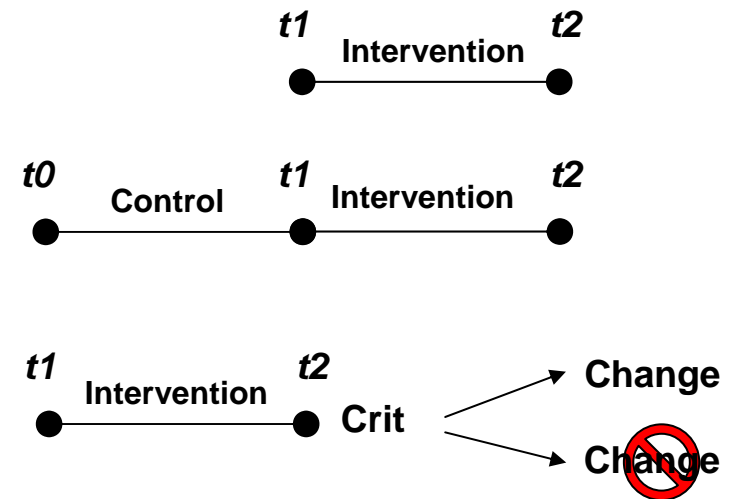 t1 t2
Intervention
t0 t1 t2
Control Intervention
t1 t2
Intervention
Crit
Change
Change